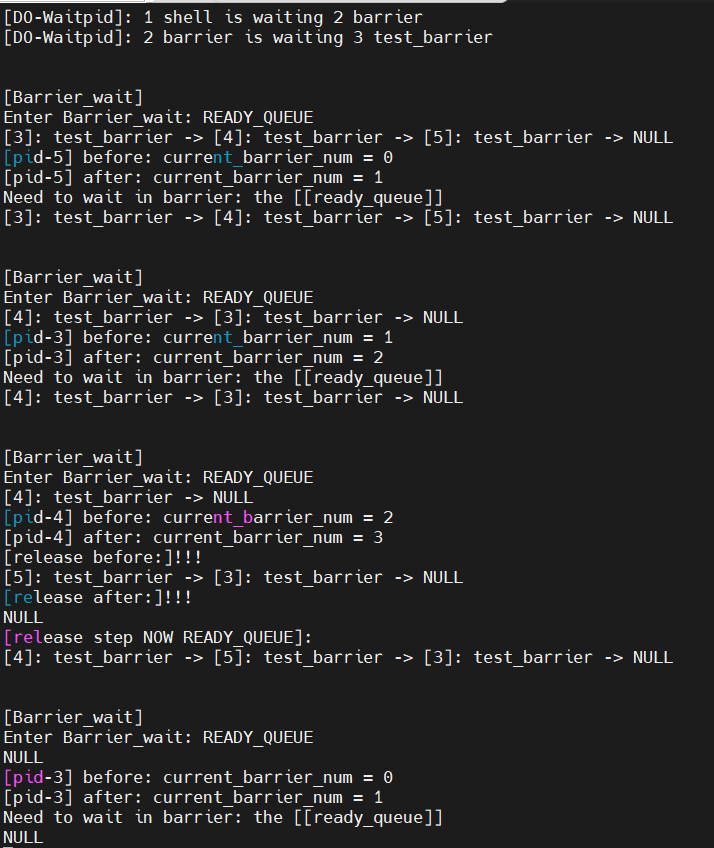 [DO-Waitpid]: 1 shell is waiting 2 barrier
[DO-Waitpid]: 2 barrier is waiting 3 test_barrier
[Barrier_wait]
Enter Barrier_wait: READY_QUEUE
[3]: test_barrier -> [4]: test_barrier -> [5]: test_barrier -> NULL
[pid-5] before: current_barrier_num = 0
[pid-5] after: current_barrier_num = 1
Need to wait in barrier: the [[ready_queue]]
[3]: test_barrier -> [4]: test_barrier -> [5]: test_barrier -> NULL
[Barrier_wait]
Enter Barrier_wait: READY_QUEUE
[4]: test_barrier -> [3]: test_barrier -> NULL
[pid-3] before: current_barrier_num = 1
[pid-3] after: current_barrier_num = 2
Need to wait in barrier: the [[ready_queue]]
[4]: test_barrier -> [3]: test_barrier -> NULL
[Barrier_wait]
Enter Barrier_wait: READY_QUEUE
[4]: test_barrier -> NULL
[pid-4] before: current_barrier_num = 2
[pid-4] after: current_barrier_num = 3
[release before:]!!!
[5]: test_barrier -> [3]: test_barrier -> NULL
[release after:]!!!
NULL
[release step NOW READY_QUEUE]:
[4]: test_barrier -> [5]: test_barrier -> [3]: test_barrier -> NULL
[Barrier_wait]
Enter Barrier_wait: READY_QUEUE
NULL
[pid-3] before: current_barrier_num = 0
[pid-3] after: current_barrier_num = 1
Need to wait in barrier: the [[ready_queue]]
NULL